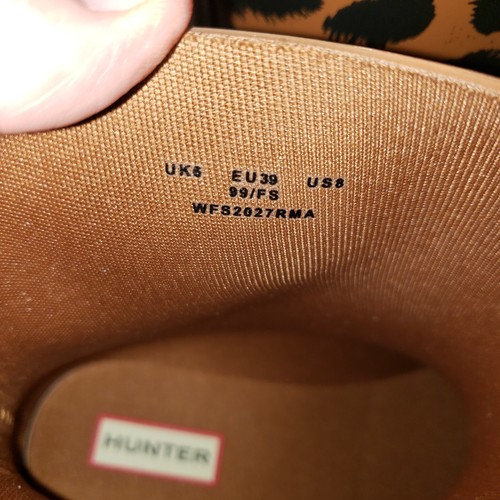 UK6 EU39 US8
99/FS
WFS2027RMA
HUNTER